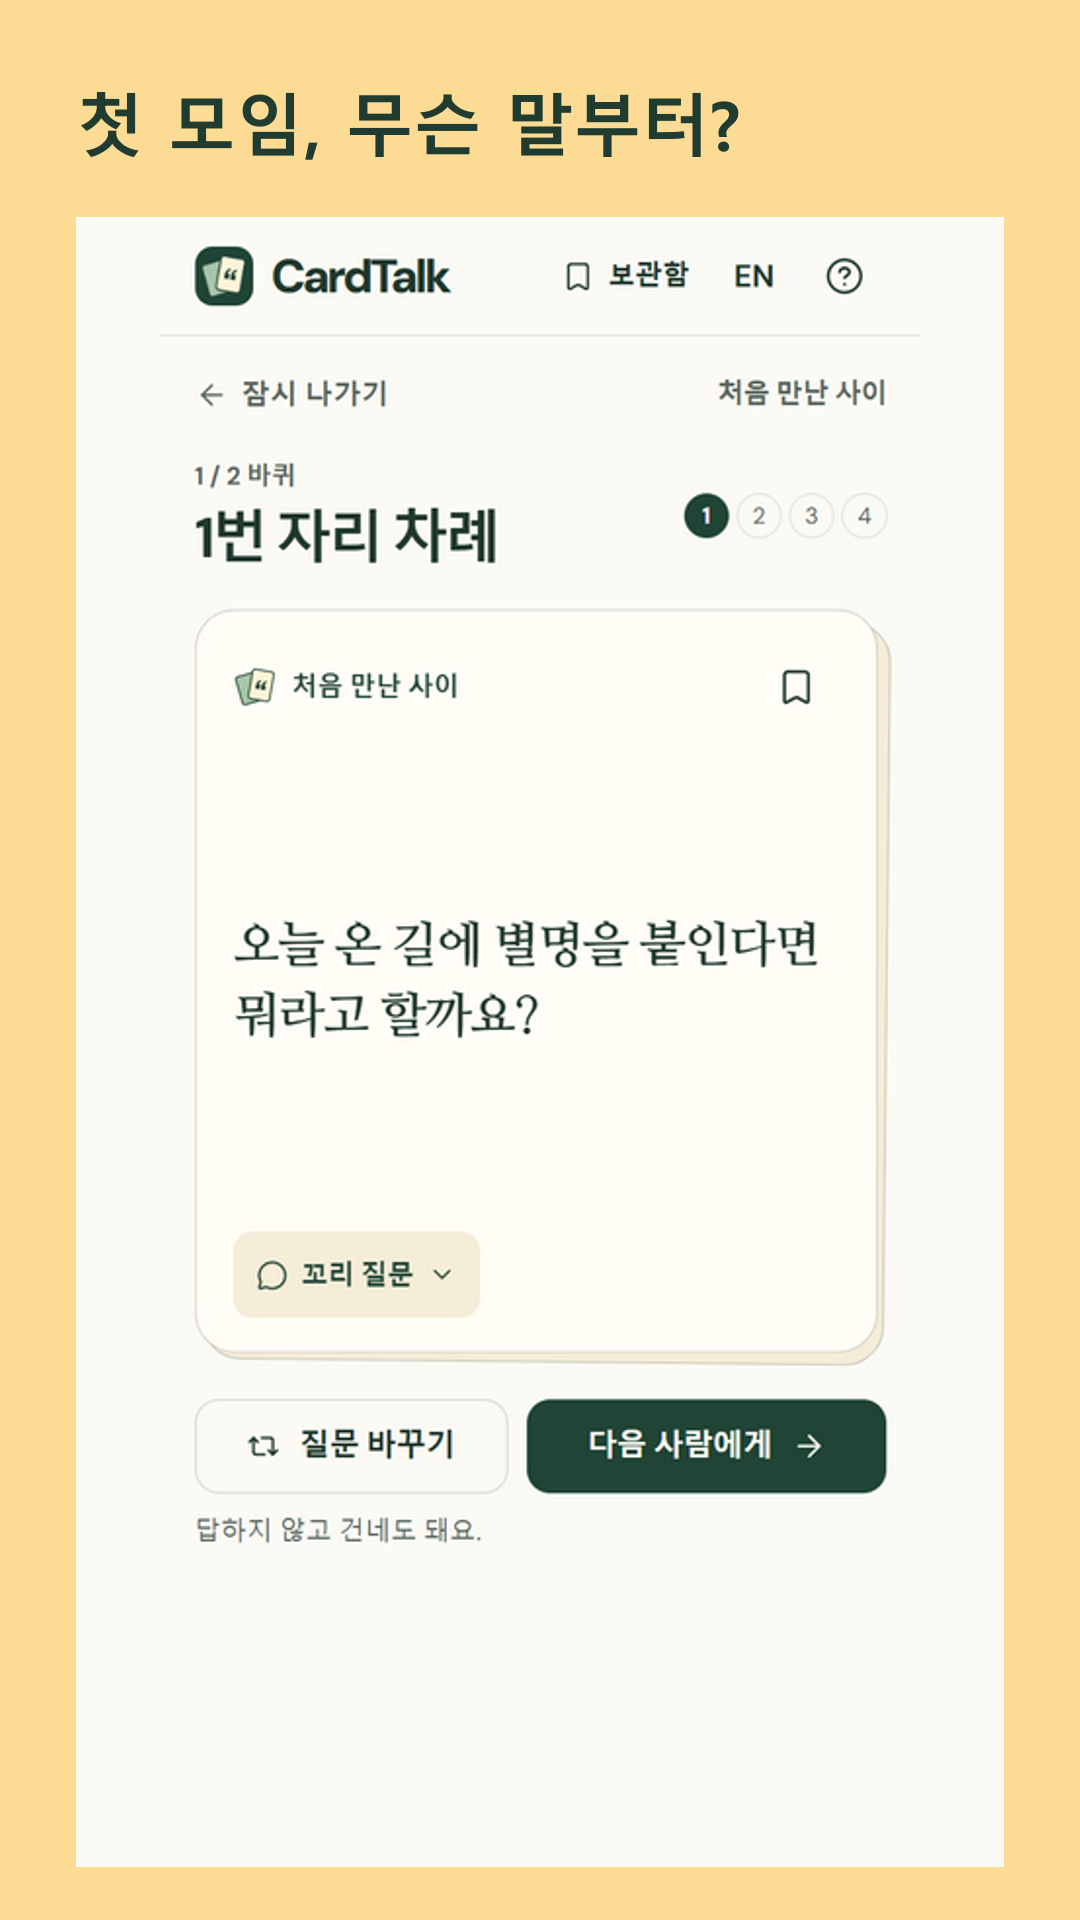 첫 모임, 무슨 말부터?
CardTalk 보관함 EN ?
잠시 나가기 처음 만난 사이
1 / 2 바퀴
1번 자리 차례 1 2 3 4
처음 만난 사이
오늘 온 길에 별명을 붙인다면
뭐라고 할까요?
꼬리 질문
질문 바꾸기 다음 사람에게
답하지 않고 건네도 돼요.